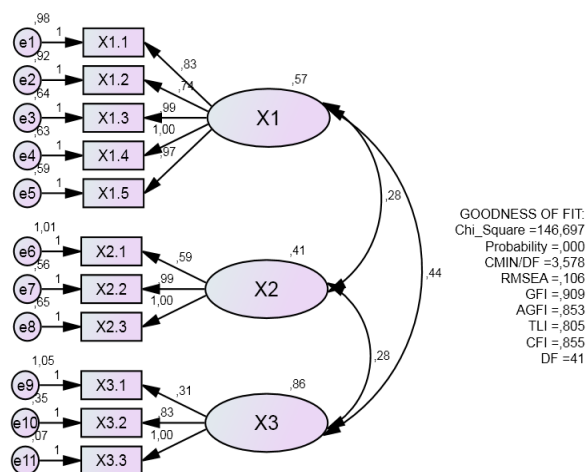 ,98
e1 1 X1.1
,92
,83
e2 1 X1.2
,64
,74
,57
e3 1 X1.3
,99
X1
,63
1,00
e4 1 X1.4
,59
,97
e5 1 X1.5
,28
GOODNESS OF FIT:
Chi_Square =146,697
Probability =,000
CMIN/DF =3,578
RMSEA =,106
GFI =,909
AGFI =,853
TLI =,805
CFI =,855
DF =41
,44
1,01
e6 1 X2.1
,56
,59
,41
e7 1 X2.2
,99
X2
,65
1,00
e8 1 X2.3
,28
1,05
e9 1 X3.1
,35
,31
,86
e10 1 X3.2
,83
X3
,07
1,00
e11 1 X3.3